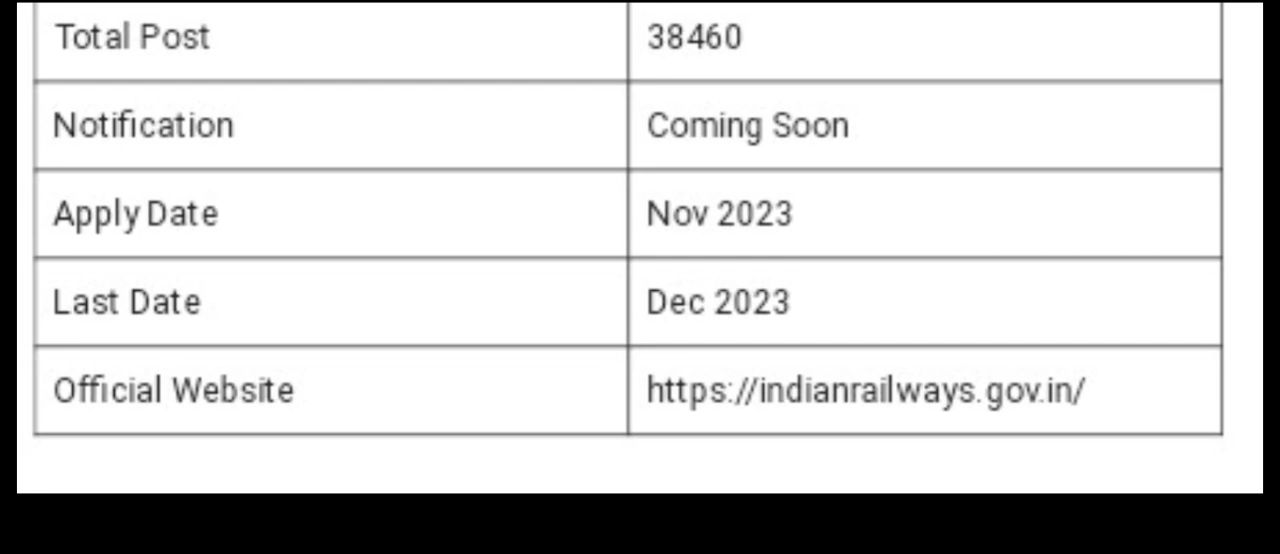 Total Post 38460
Notification Coming Soon
Apply Date Nov 2023
Last Date Dec 2023
Official Website https://indianrailways.gov.in/